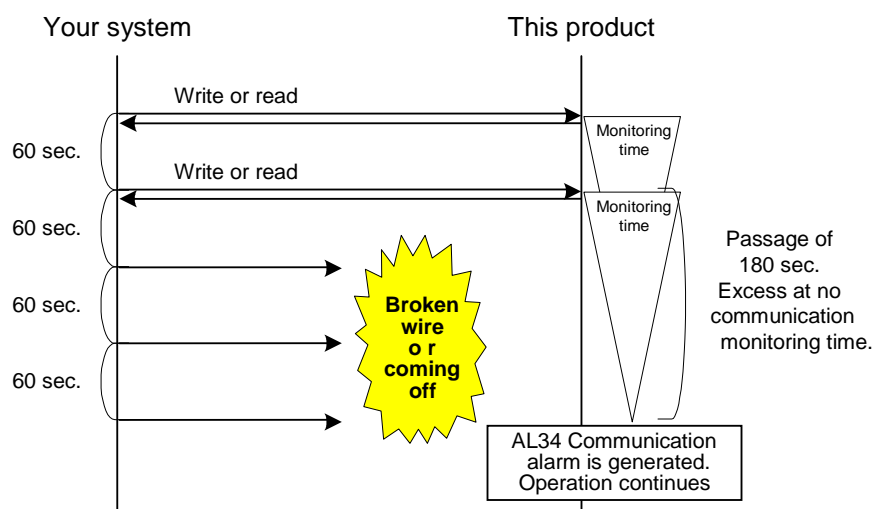 Your system
This product
Write or read
Monitoring
time
60 sec.
Write or read
Monitoring
time
60 sec.
Passage of
180 sec.
Excess at no
communication
monitoring time.
60 sec.
Broken
wire
o r
coming
off
60 sec.
AL34 Communication
alarm is generated.
Operation continues